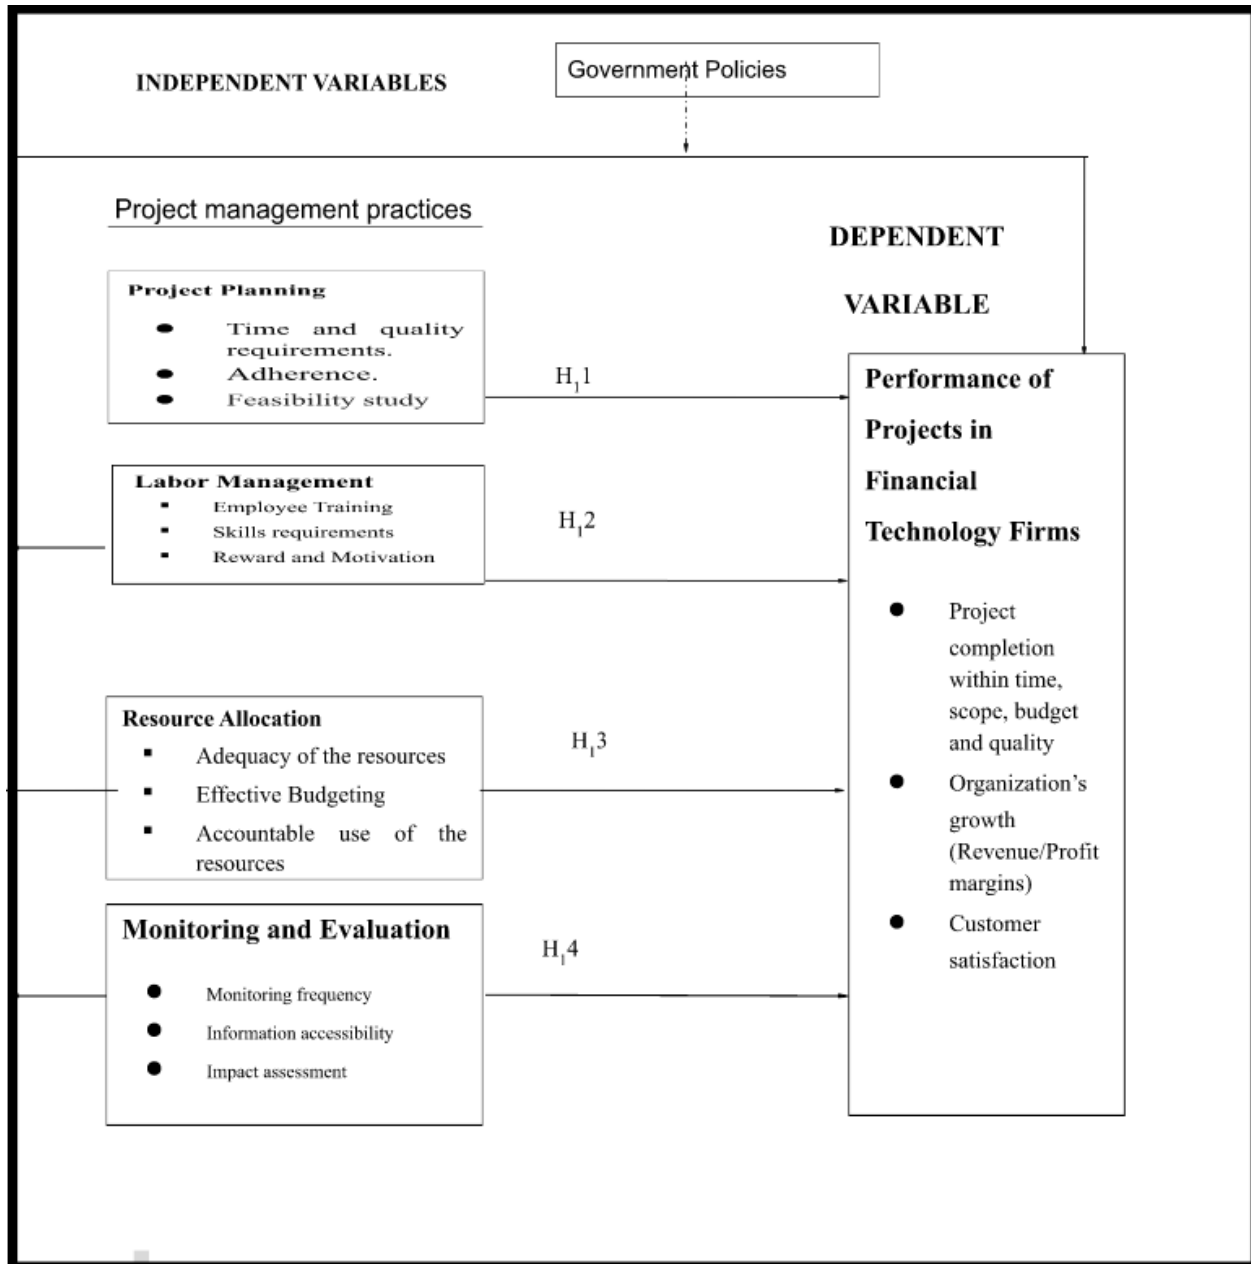 INDEPENDENT VARIABLES
Government Policies
Project management practices
DEPENDENT
VARIABLE
Project Planning
● Time and quality
requirements.
● Adherence.
● Feasibility study
H₁1
Labor Management
▪ Employee Training
▪ Skills requirements
▪ Reward and Motivation
H₁2
Resource Allocation
▪ Adequacy of the resources
▪ Effective Budgeting
▪ Accountable use of the
resources
H₁3
Monitoring and Evaluation
● Monitoring frequency
● Information accessibility
● Impact assessment
H₁4
Performance of
Projects in
Financial
Technology Firms
● Project
completion
within time,
scope, budget
and quality
● Organization’s
growth
(Revenue/Profit
margins)
● Customer
satisfaction